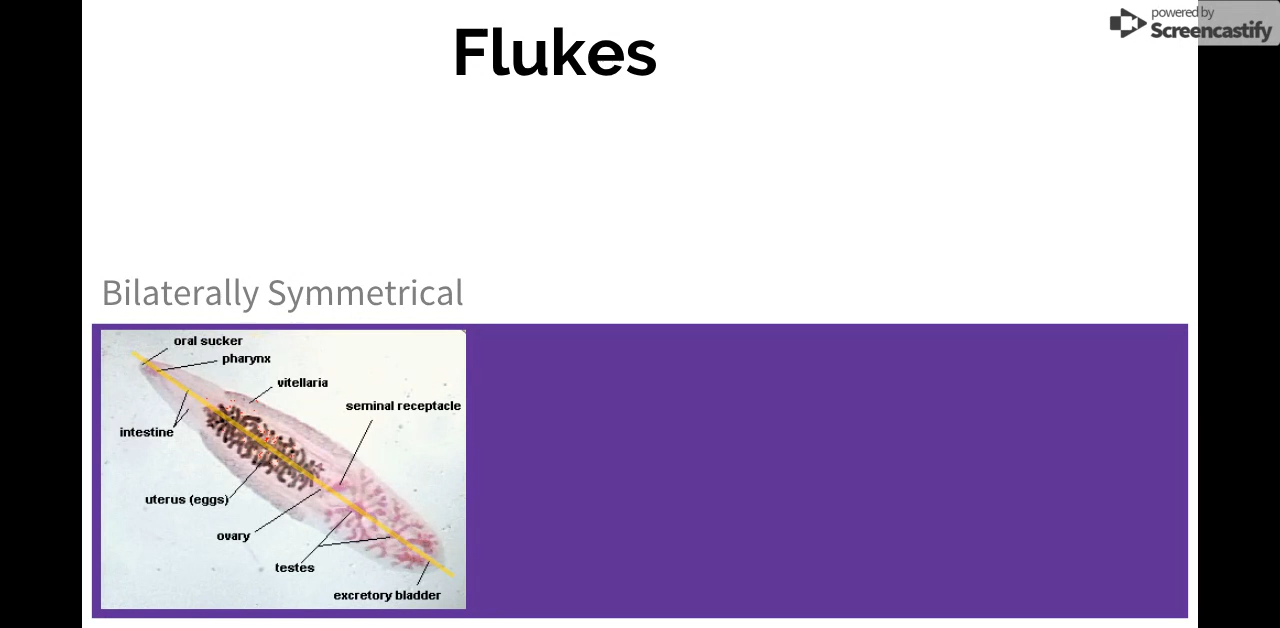 powered by
Screencastify
Flukes
Bilaterally Symmetrical
oral sucker
pharynx
vitellaria
seminal receptacle
intestine
uterus (eggs)
ovary
testes
excretory bladder